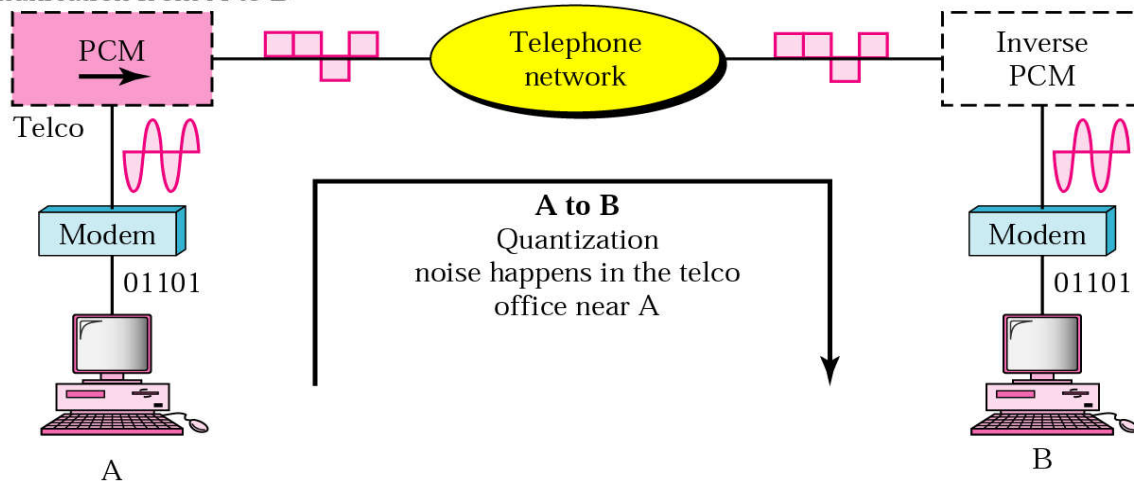 PCM
Telco
Modem
01101
A
Telephone
network
A to B
Quantization
noise happens in the telco
office near A
Inverse
PCM
Modem
01101
B